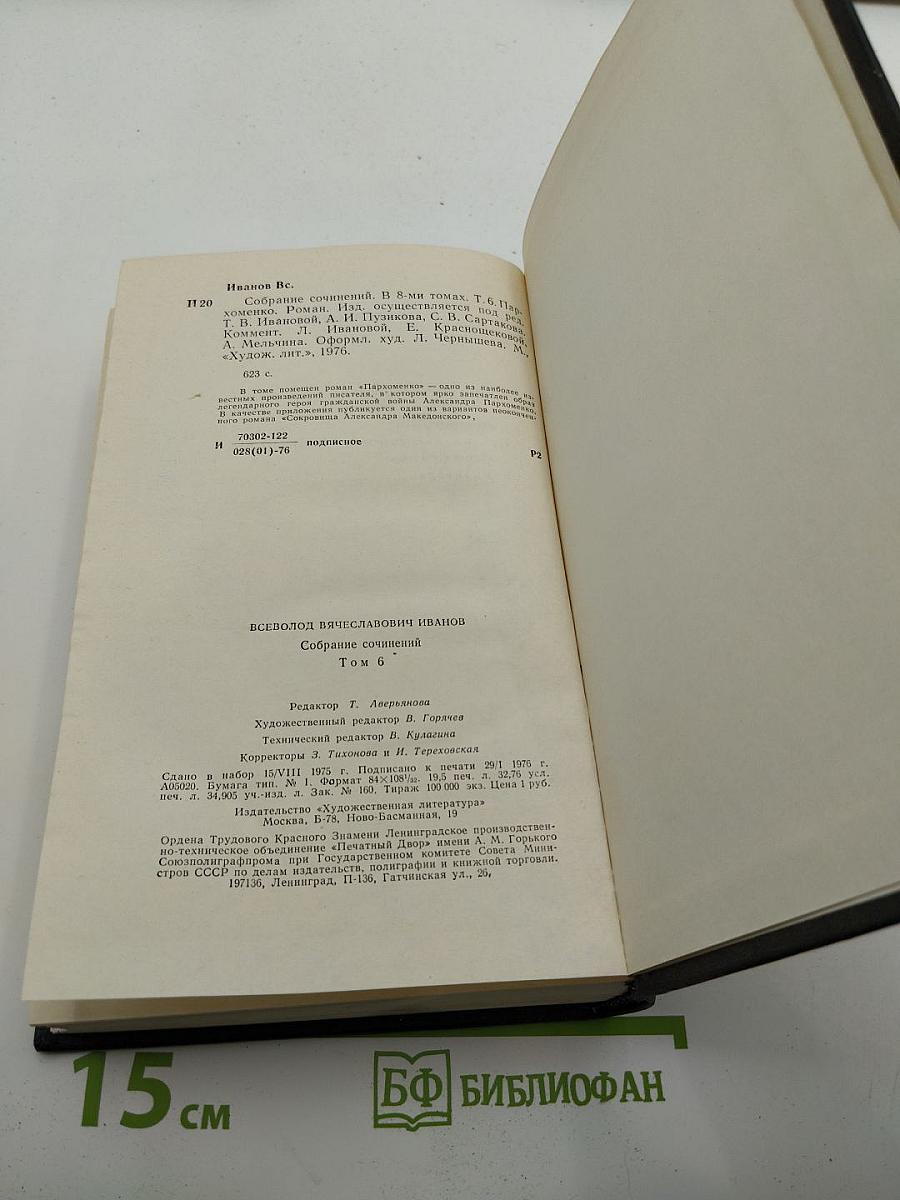 Иванов Вс.
П20 Собрание сочинений. В 8-ми томах. Т. 6. Пар-
хоменко. Роман. Изд. осуществляется под ред.
Т. В. Ивановой, А. И. Пузикова, С. В. Сартакова.
Коммент. Л. Ивановой, Е. Краснощековой,
А. Мельчина. Оформл. худ. Л. Чернышева. М.,
«Худож. лит.», 1976.
623 с.
В томе помещен роман «Пархоменко» — одно из наиболее из-
вестных произведений писателя, в котором ярко запечатлен образ
легендарного героя гражданской войны Александра Пархоменко.
В качестве приложения публикуется один из вариантов неокончен-
ного романа «Сокровища Александра Македонского».
И 70302-122
028(01)-76 подписное
Р2
ВСЕВОЛОД ВЯЧЕСЛАВОВИЧ ИВАНОВ
Собрание сочинений
Том 6
Редактор Т. Аверьянова
Художественный редактор В. Горячев
Технический редактор В. Кулагина
Корректоры З. Тихонова и И. Тереховская
Сдано в набор 15/VIII 1975 г. Подписано к печати 29/I 1976 г.
А05020. Бумага тип. № 1. Формат 84×108¹/₃₂. 19,5 печ. л. 32,76 усл.
печ. л. 34,905 уч.-изд. л. Зак. № 160. Тираж 100 000 экз. Цена 1 руб.
Издательство «Художественная литература»
Москва, Б-78, Ново-Басманная, 19
Ордена Трудового Красного Знамени Ленинградское производствен-
но-техническое объединение «Печатный Двор» имени А. М. Горького
Союзполиграфпрома при Государственном комитете Совета Мини-
стров СССР по делам издательств, полиграфии и книжной торговли.
197136, Ленинград, П-136, Гатчинская ул., 26.
15 см
БФ БИБЛИОФАН